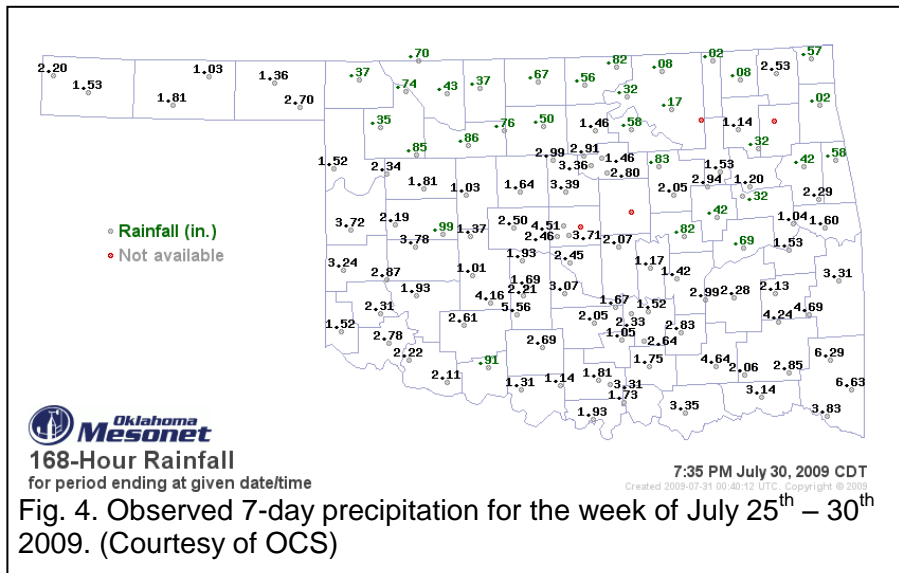 .70 .82 .02 .57
2.20 1.03 1.36 .37 .67 .08 .08 2.53
1.53 .74 .43 .37 .56
1.81 2.70 .32 .17 .02
.35 .76 .50 1.46 .58 1.14
.85 .86 .32
1.52 2.34 2.99 2.91 1.46 .83 1.53 .42 .58
3.36 2.80
1.81 1.03 1.64 3.39 2.05 2.94 1.20 .32 2.29
3.72 2.19 .99 1.37 2.50 4.51 .42 1.04 1.60
Rainfall (in.)
3.78 2.46 3.71 2.07 .82 .69 1.53
Not available
3.24 2.87 1.01 1.93 2.45 1.17 1.42 3.31
1.93 1.69 3.07 2.99 2.28 2.13
2.21
2.31 4.16 5.56 1.67 1.52 4.24 4.69
1.52 2.61 2.05 2.33 2.83
2.78 2.69 1.05 2.64
2.22 .91 1.75 4.64 2.06 2.85 6.29
2.11 1.31 1.14 1.81 3.31 3.14 6.63
1.73
1.93 3.35 3.83
Oklahoma
Mesonet
168-Hour Rainfall
for period ending at given date/time
7:35 PM July 30, 2009 CDT
Created 2009-07-31 00:40:12 UTC. Copyright © 2009
Fig. 4. Observed 7-day precipitation for the week of July 25th – 30th
2009. (Courtesy of OCS)